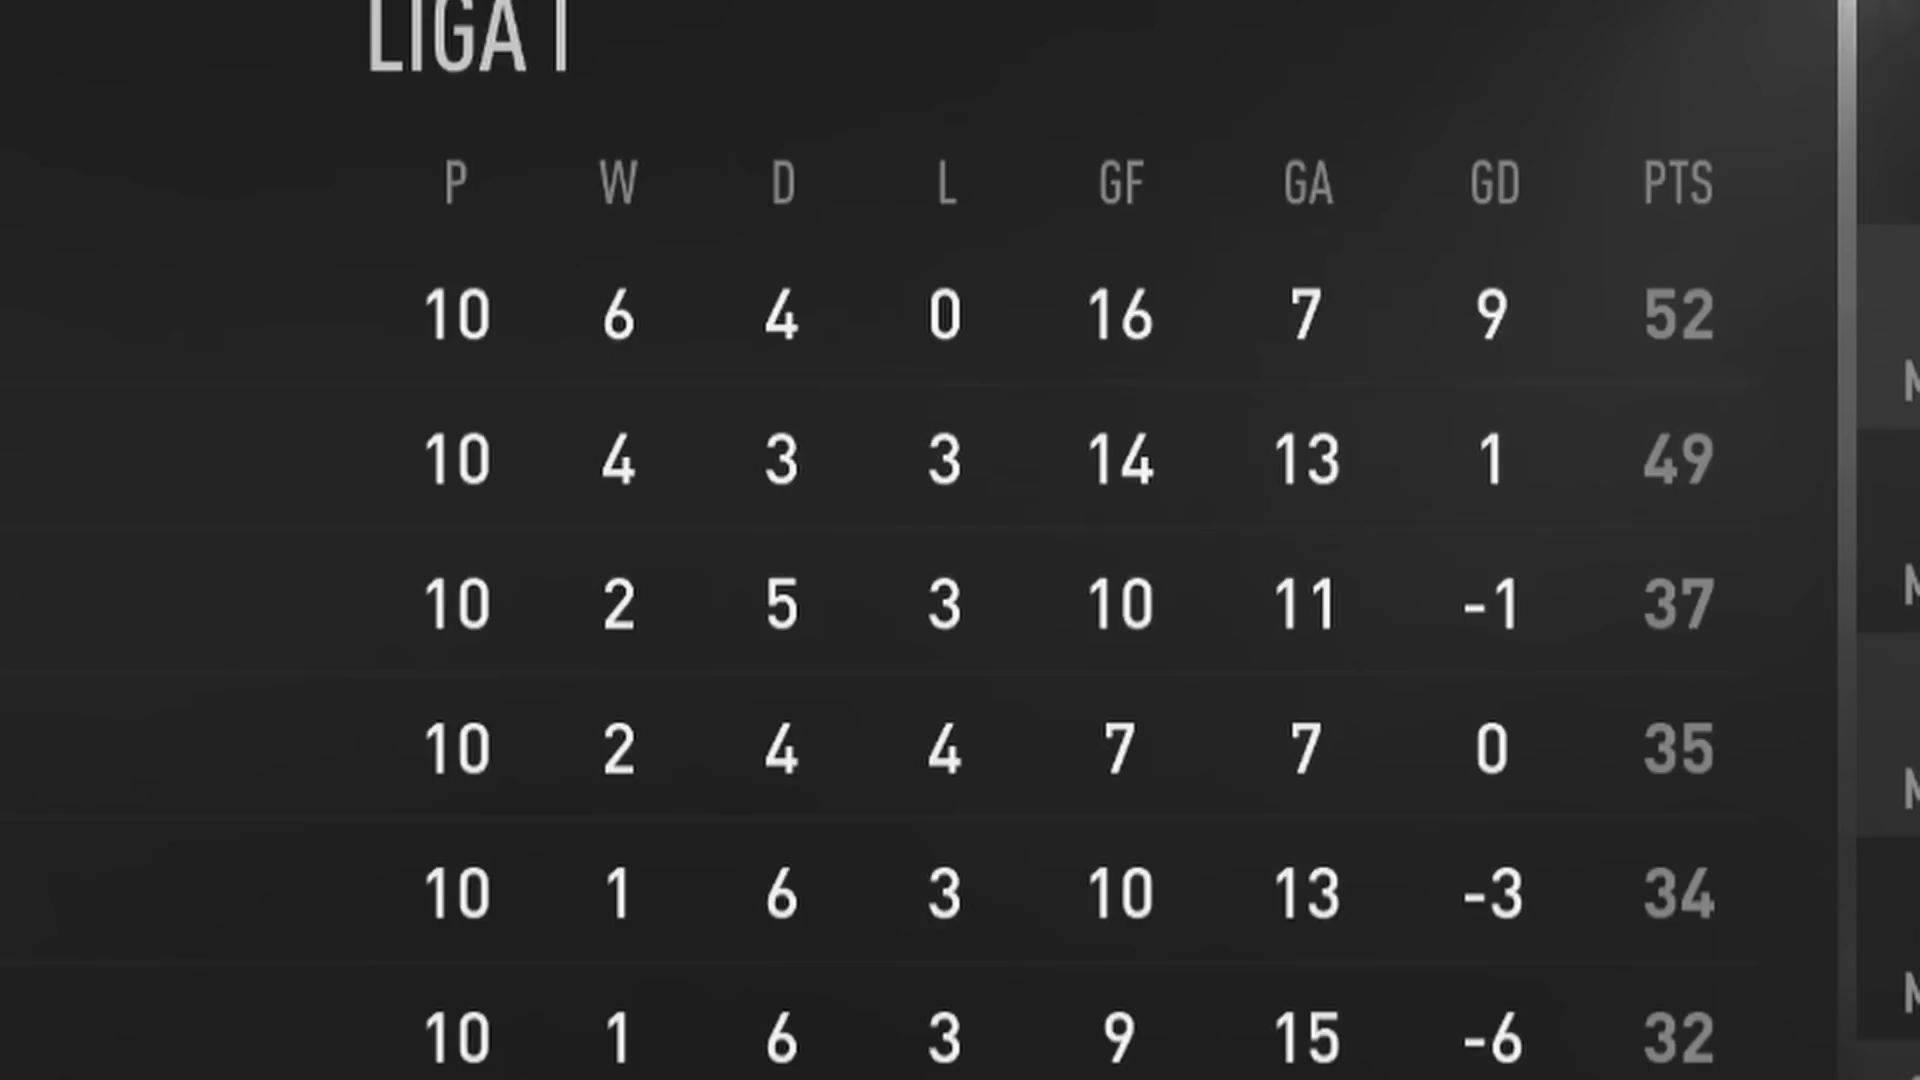 LIGA I
P W D L GF GA GD PTS
10 6 4 0 16 7 9 52
10 4 3 3 14 13 1 49
10 2 5 3 10 11 -1 37
10 2 4 4 7 7 0 35
10 1 6 3 10 13 -3 34
10 1 6 3 9 15 -6 32